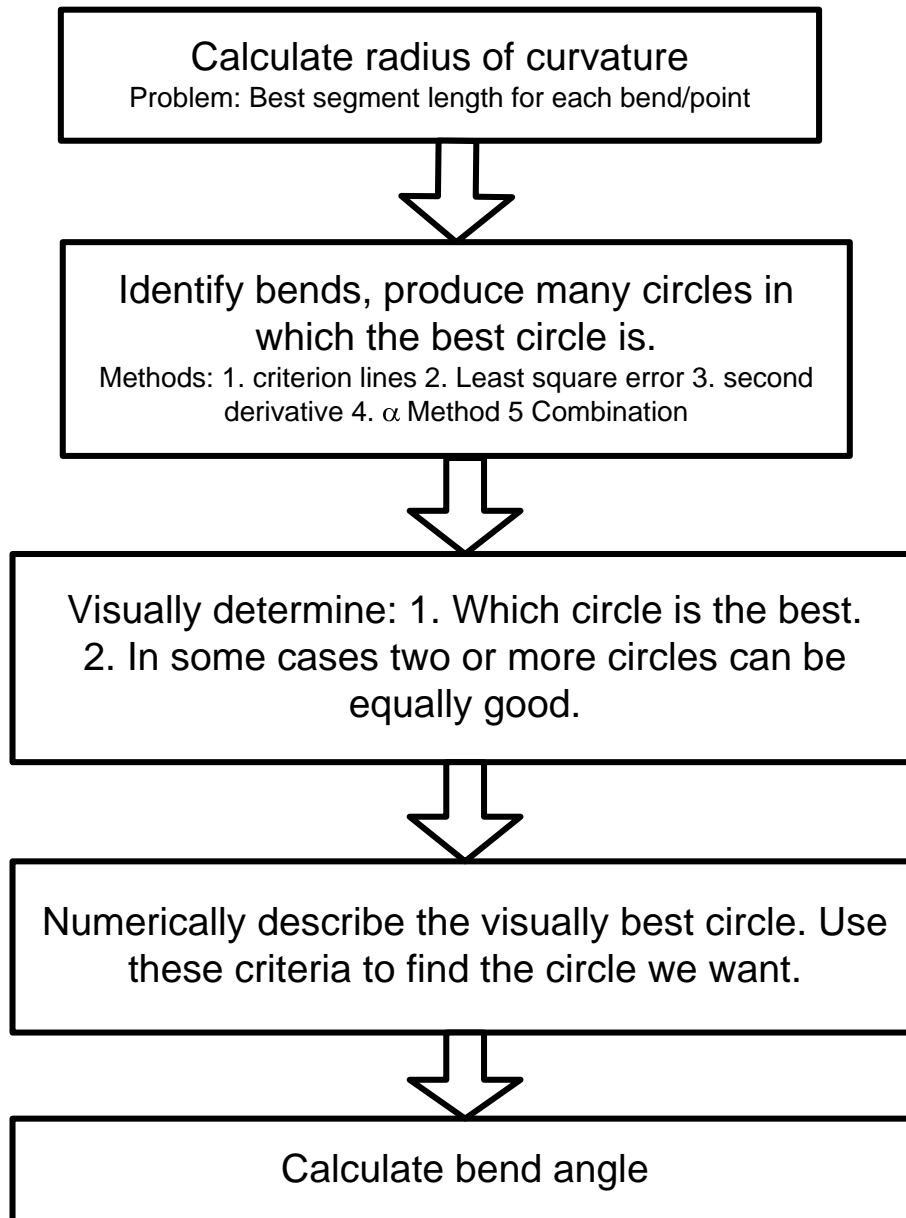 Calculate radius of curvature
Problem: Best segment length for each bend/point
Identify bends, produce many circles in
which the best circle is.
Methods: 1. criterion lines 2. Least square error 3. second
derivative 4. α Method 5 Combination
Visually determine: 1. Which circle is the best.
2. In some cases two or more circles can be
equally good.
Numerically describe the visually best circle. Use
these criteria to find the circle we want.
Calculate bend angle